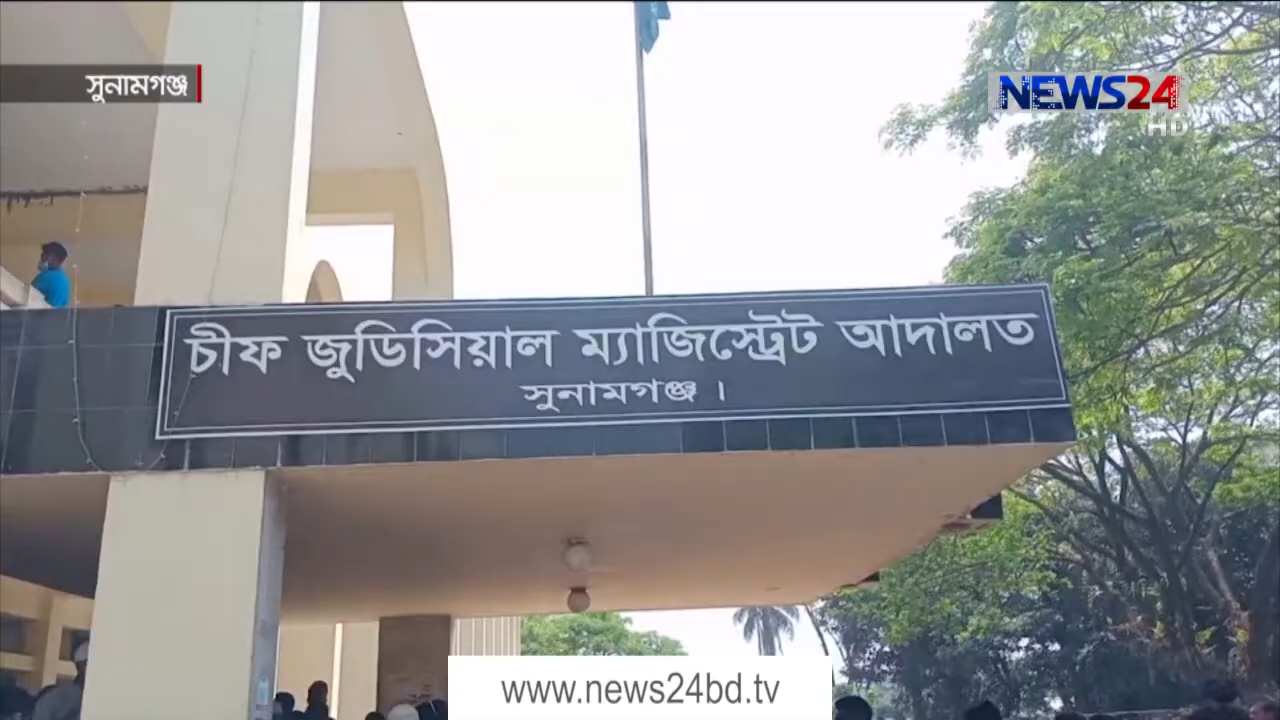 সুনামগঞ্জ
NEWS24
HD
চীফ জুডিসিয়াল ম্যাজিস্ট্রেট আদালত
সুনামগঞ্জ।
www.news24bd.tv